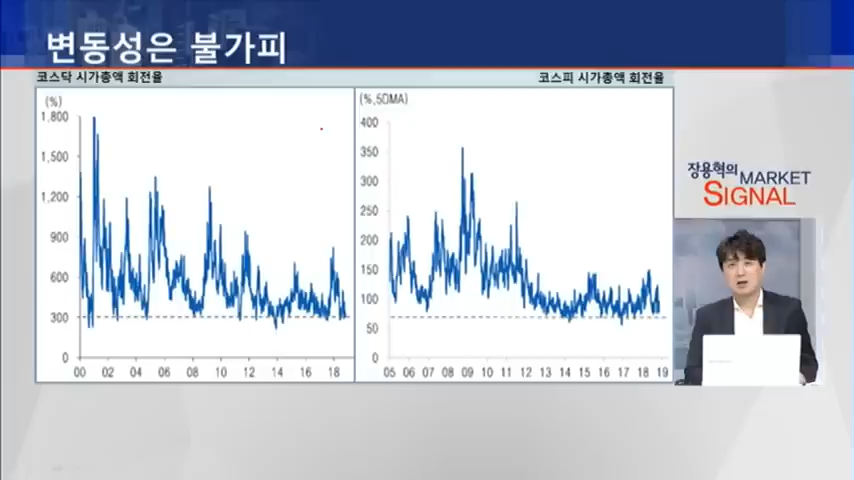 변동성은 불가피
코스닥 시가총액 회전율
코스피 시가총액 회전율
(%)
1,800
1,500
1,200
900
600
300
0
00 02 04 06 08 10 12 14 16 18
(%,5DMA)
400
350
300
250
200
150
100
50
0
05 06 07 08 09 10 11 12 13 14 15 16 17 18 19
장용혁의 MARKET
SIGNAL